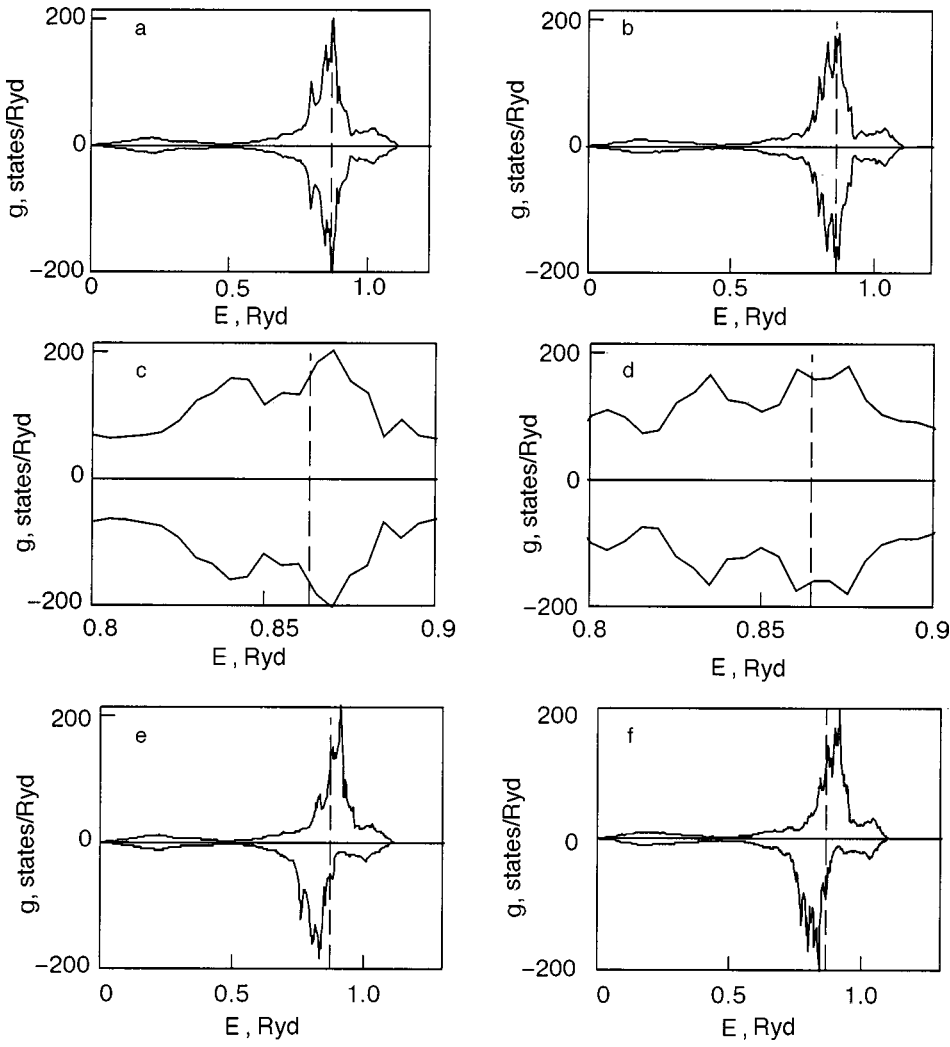 200
a
0
−200
g, states/Ryd
0 0.5 1.0
E , Ryd
200
b
0
−200
g, states/Ryd
0 0.5 1.0
E , Ryd
200
c
0
−200
g, states/Ryd
0.8 0.85 0.9
E , Ryd
200
d
0
−200
g, states/Ryd
0.8 0.85 0.9
E , Ryd
200
e
0
−200
g, states/Ryd
0 0.5 1.0
E , Ryd
200
f
0
−200
g, states/Ryd
0 0.5 1.0
E , Ryd